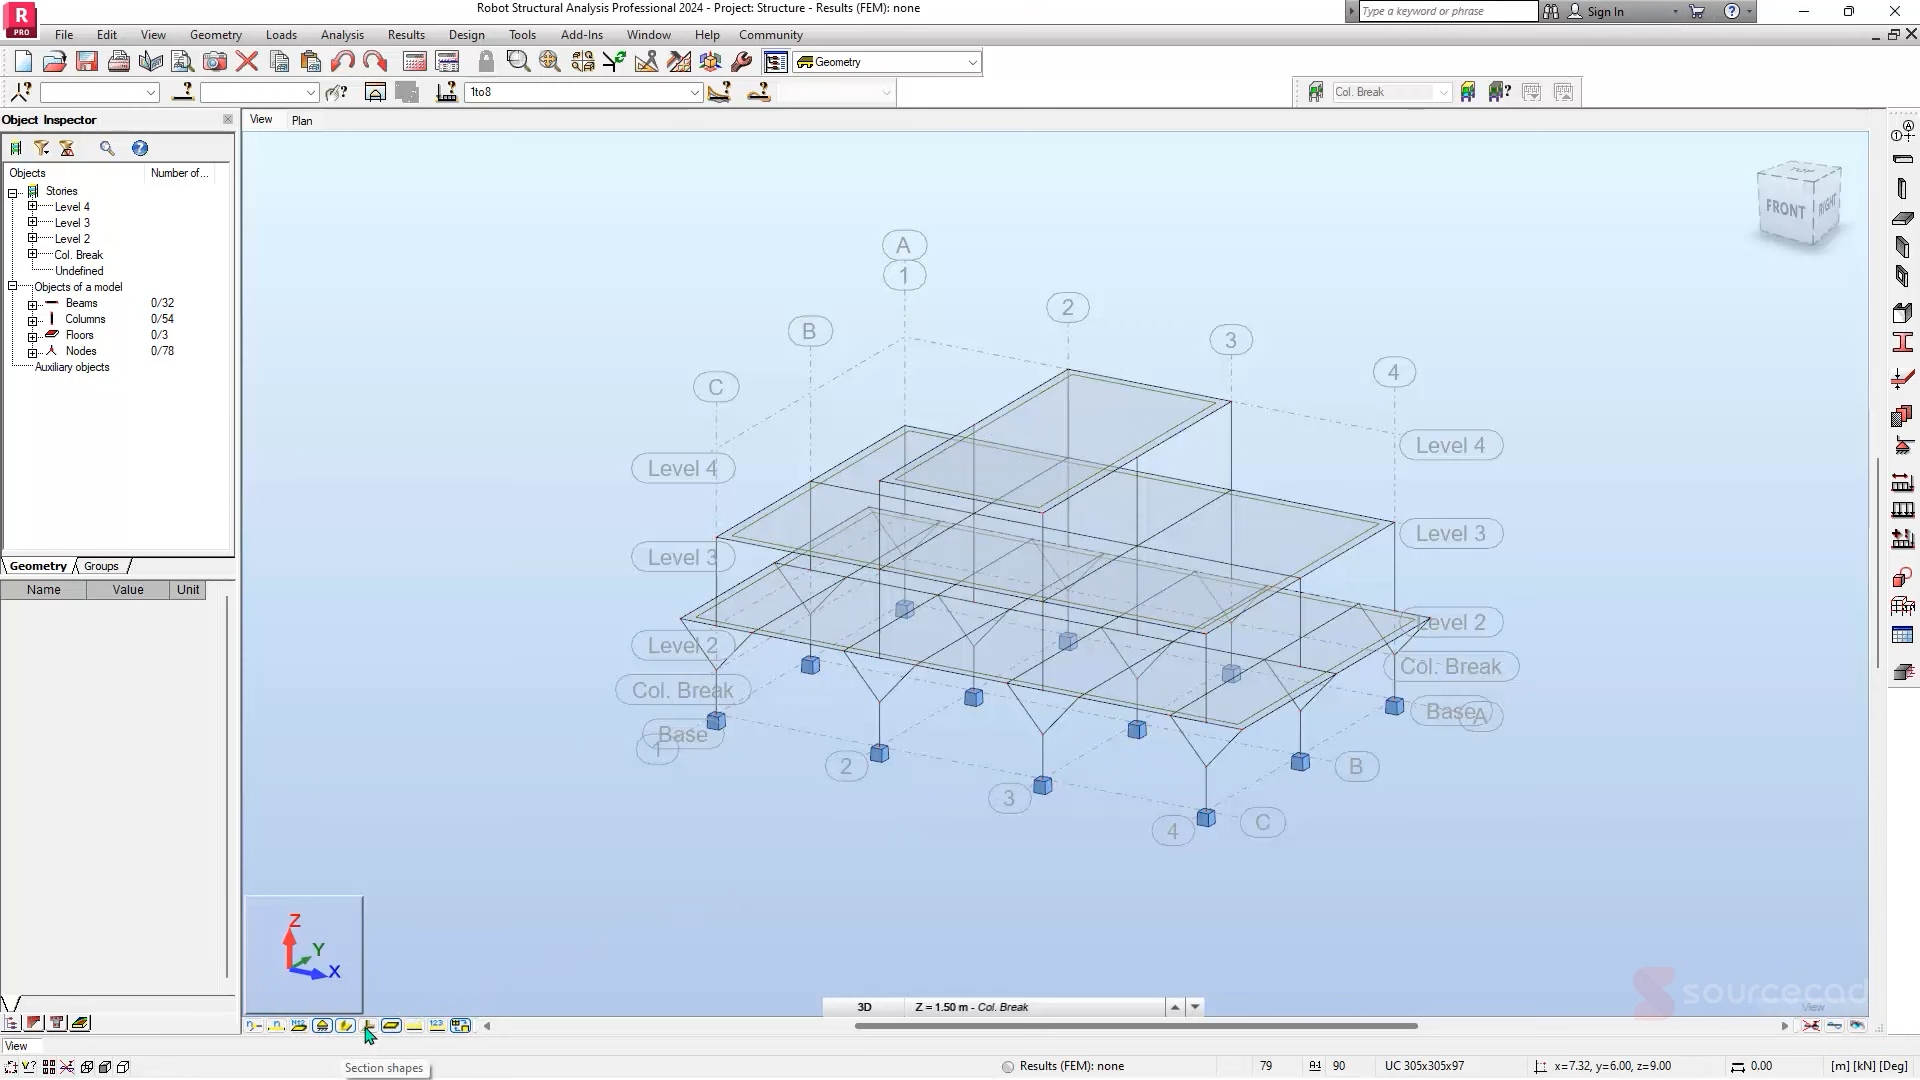 Robot Structural Analysis Professional 2024 - Project: Structure - Results (FEM): none
Type a keyword or phrase
Sign In
R
PRO
File Edit View Geometry Loads Analysis Results Design Tools Add-Ins Window Help Community
Geometry
1to8
Col. Break
Object Inspector
View Plan
Objects Number of...
Stories
Level 4
Level 3
Level 2
Col. Break
Undefined
Objects of a model
Beams 0/32
Columns 0/54
Floors 0/3
Nodes 0/78
Auxiliary objects
Geometry Groups
Name Value Unit
TOP
FRONT
RIGHT
A
1
2
B
3
4
C
Level 4
Level 4
Level 3
Level 3
Level 2
Level 2
Col. Break
Col. Break
Base
A
Base
1
2
B
3
4
C
Z
Y
X
3D Z = 1.50 m - Col. Break
sourcecad
View
View
Section shapes
Results (FEM): none 79 90 UC 305x305x97 x=7.32, y=6.00, z=9.00 0.00 [m] [kN] [Deg]